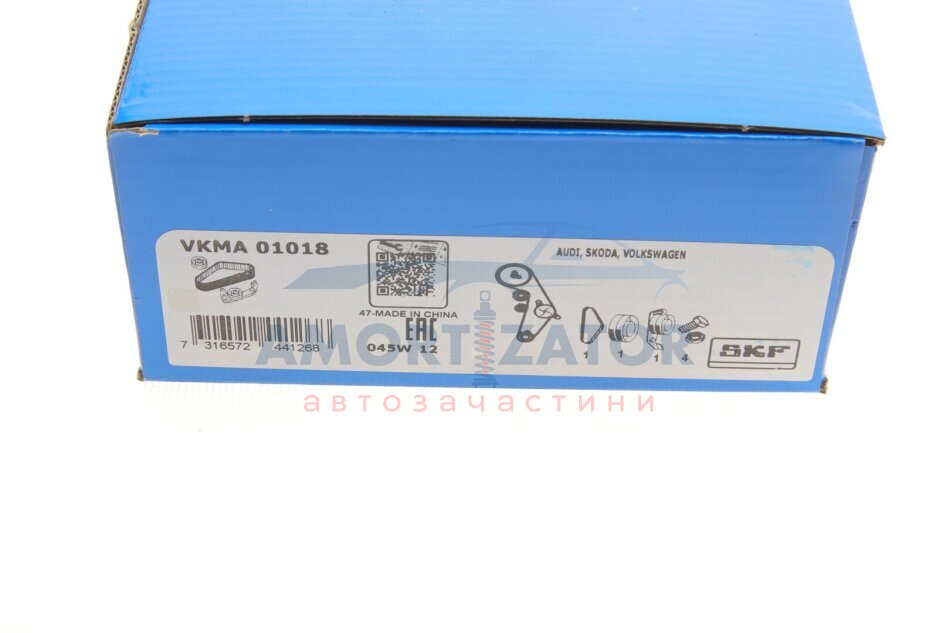 VKMA 01018
AUDI, SKODA, VOLKSWAGEN
47-MADE IN CHINA
EAC
7 316572 441268
045W 12
1 1 1 4
SKF
AMORTIZATOR
автозачастини